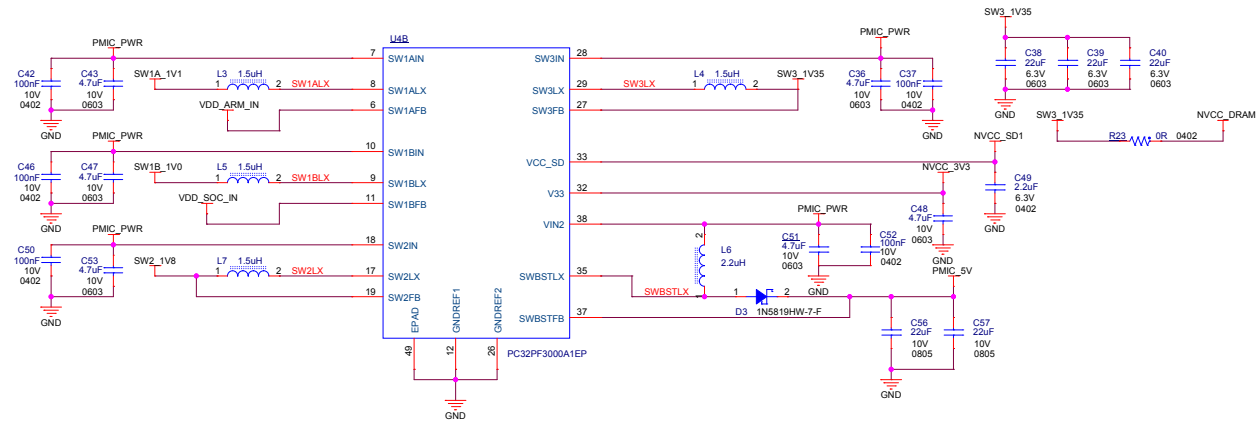 U4B
PC32PF3000A1EP
PMIC_PWR
7
SW1AIN
C42
100nF
10V
0402
C43
4.7uF
10V
0603
GND
SW1A_1V1
L3
1.5uH
1
2
SW1ALX
8
SW1ALX
VDD_ARM_IN
6
SW1AFB
PMIC_PWR
10
SW1BIN
C46
100nF
10V
0402
C47
4.7uF
10V
0603
GND
SW1B_1V0
L5
1.5uH
1
2
SW1BLX
9
SW1BLX
VDD_SOC_IN
11
SW1BFB
PMIC_PWR
18
SW2IN
C50
100nF
10V
0402
C53
4.7uF
10V
0603
GND
SW2_1V8
L7
1.5uH
1
2
SW2LX
17
SW2LX
19
SW2FB
EPAD
GNDREF1
GNDREF2
49
12
26
GND
SW3IN
28
PMIC_PWR
SW3LX
29
SW3LX
L4
1.5uH
1
2
SW3_1V35
SW3FB
27
C36
4.7uF
10V
0603
C37
100nF
10V
0402
GND
VCC_SD
33
NVCC_SD1
C49
2.2uF
6.3V
0402
GND
V33
32
NVCC_3V3
C48
4.7uF
10V
0603
GND
VIN2
38
PMIC_PWR
C51
4.7uF
10V
0603
C52
100nF
10V
0402
GND
L6
2.2uH
2
1
SWBSTLX
35
SWBSTLX
1
2
D3
1N5819HW-7-F
SWBSTFB
37
PMIC_5V
C56
22uF
10V
0805
C57
22uF
10V
0805
GND
SW3_1V35
C38
22uF
6.3V
0603
C39
22uF
6.3V
0603
C40
22uF
6.3V
0603
GND
SW3_1V35
R23
0R
0402
NVCC_DRAM